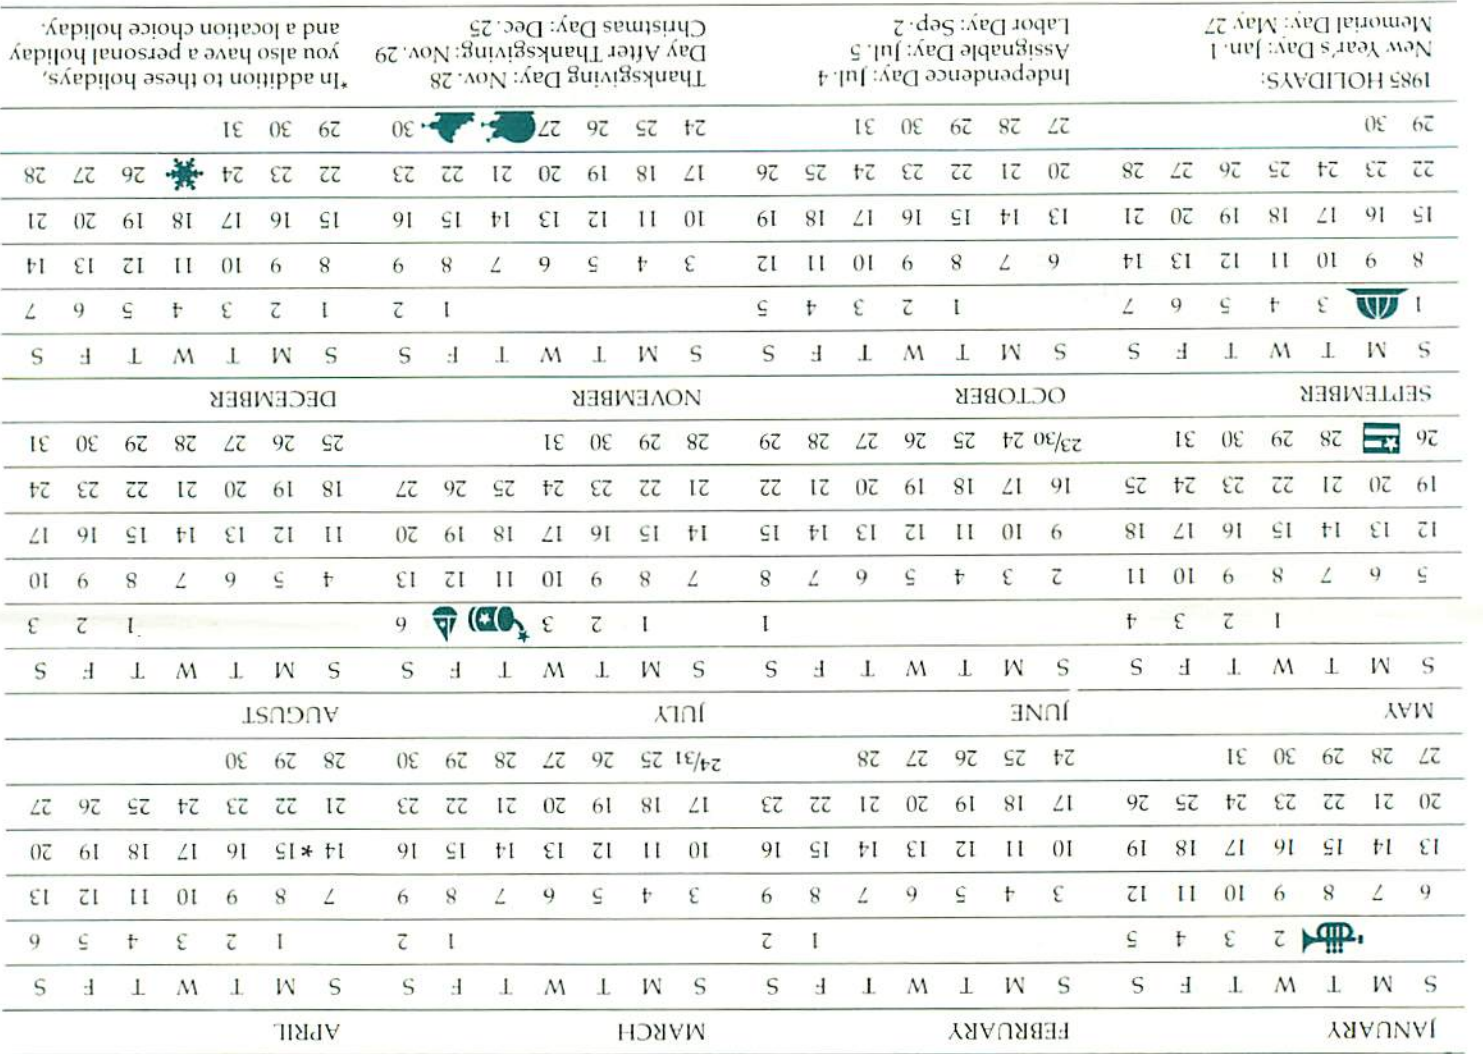 JANUARY FEBRUARY MARCH APRIL
S M T W T F S S M T W T F S S M T W T F S S M T W T F S
2 3 4 5 1 2 1 2 1 2 3 4 5 6
6 7 8 9 10 11 12 3 4 5 6 7 8 9 3 4 5 6 7 8 9 7 8 9 10 11 12 13
13 14 15 16 17 18 19 10 11 12 13 14 15 16 10 11 12 13 14 15 16 14 *15 16 17 18 19 20
20 21 22 23 24 25 26 17 18 19 20 21 22 23 17 18 19 20 21 22 23 21 22 23 24 25 26 27
27 28 29 30 31 24 25 26 27 28 24/31 25 26 27 28 29 30 28 29 30
MAY JUNE JULY AUGUST
S M T W T F S S M T W T F S S M T W T F S S M T W T F S
1 2 3 4 1 1 2 3 6 1 2 3
5 6 7 8 9 10 11 2 3 4 5 6 7 8 7 8 9 10 11 12 13 4 5 6 7 8 9 10
12 13 14 15 16 17 18 9 10 11 12 13 14 15 14 15 16 17 18 19 20 11 12 13 14 15 16 17
19 20 21 22 23 24 25 16 17 18 19 20 21 22 21 22 23 24 25 26 27 18 19 20 21 22 23 24
26 28 29 30 31 23/30 24 25 26 27 28 29 28 29 30 31 25 26 27 28 29 30 31
SEPTEMBER OCTOBER NOVEMBER DECEMBER
S M T W T F S S M T W T F S S M T W T F S S M T W T F S
1 3 4 5 6 7 1 2 3 4 5 1 2 1 2 3 4 5 6 7
8 9 10 11 12 13 14 6 7 8 9 10 11 12 3 4 5 6 7 8 9 8 9 10 11 12 13 14
15 16 17 18 19 20 21 13 14 15 16 17 18 19 10 11 12 13 14 15 16 15 16 17 18 19 20 21
22 23 24 25 26 27 28 20 21 22 23 24 25 26 17 18 19 20 21 22 23 22 23 24 26 27 28
29 30 27 28 29 30 31 24 25 26 27 30 29 30 31
1985 HOLIDAYS:
New Year's Day: Jan. 1
Memorial Day: May 27
Independence Day: Jul. 4
Assignable Day: Jul. 5
Labor Day: Sep. 2
Thanksgiving Day: Nov. 28
Day After Thanksgiving: Nov. 29
Christmas Day: Dec. 25
*In addition to these holidays,
you also have a personal holiday
and a location choice holiday.